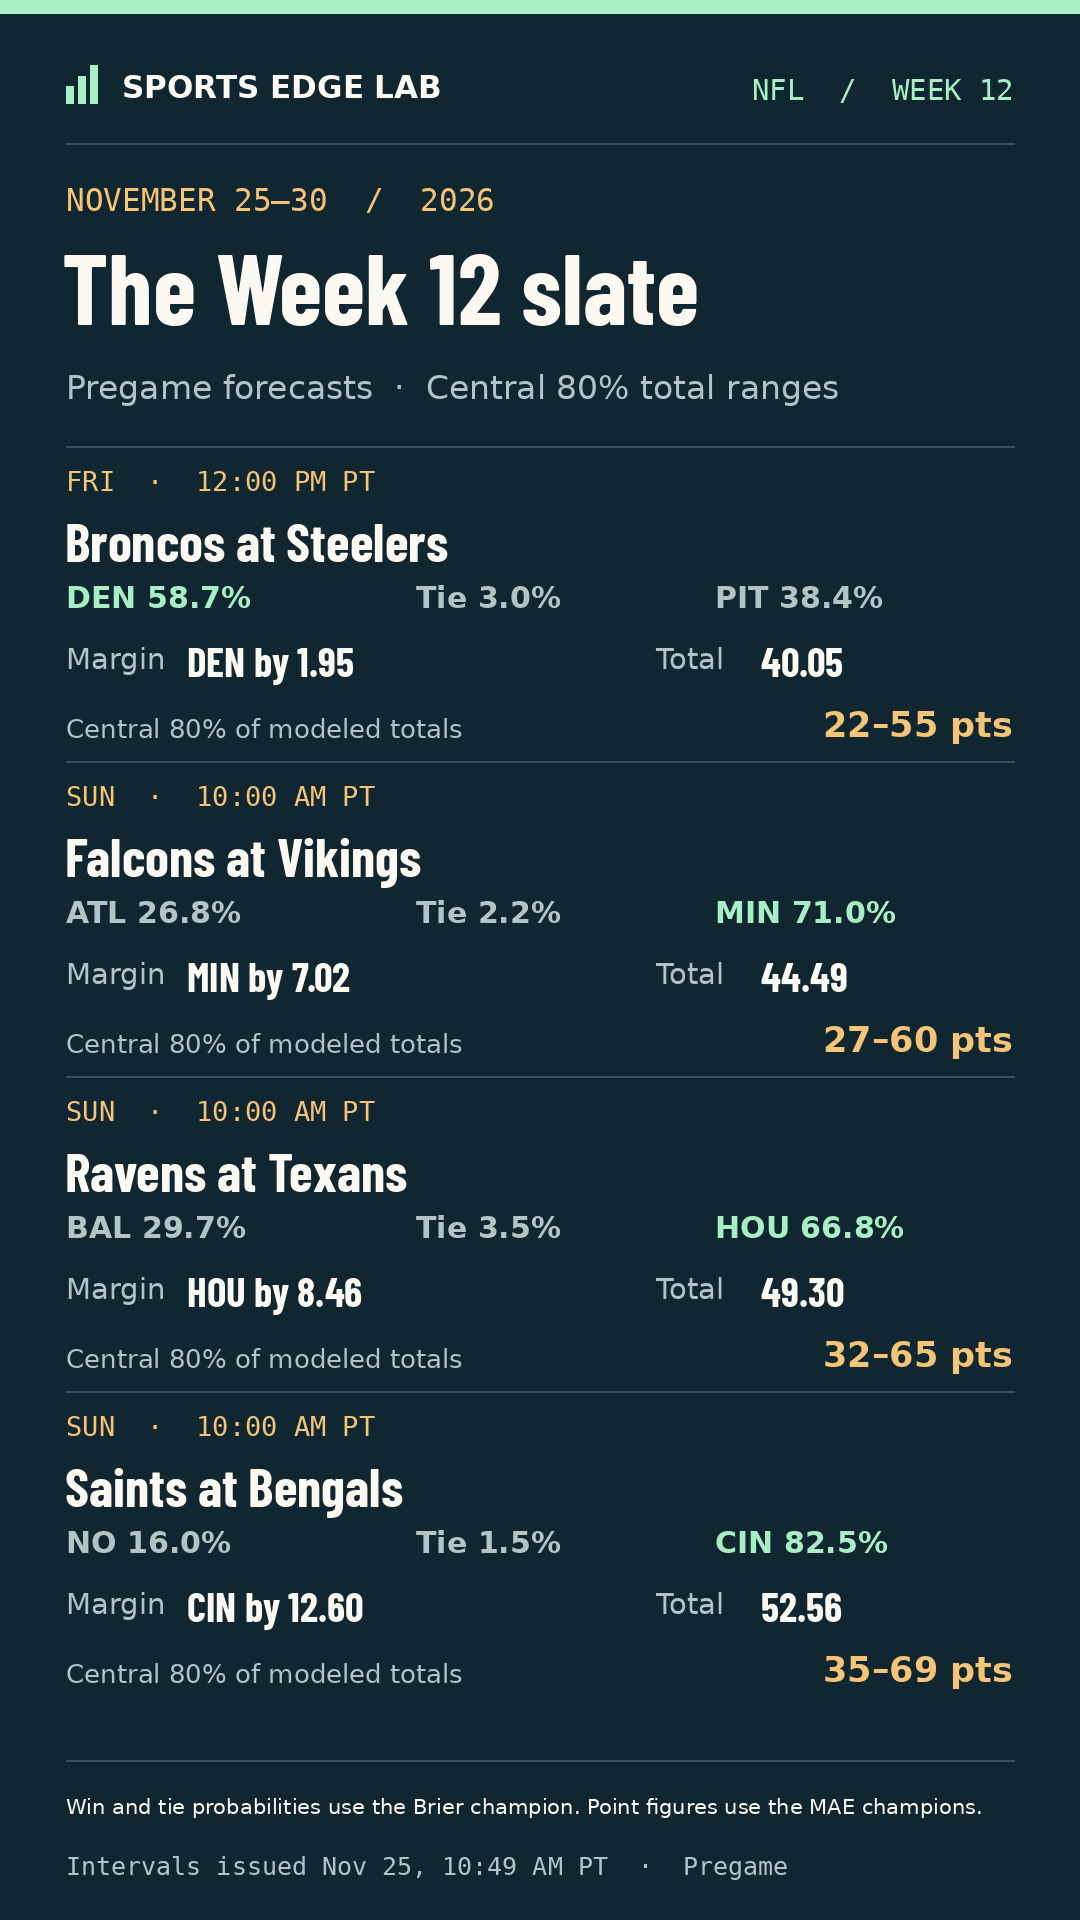 SPORTS EDGE LAB
NFL / WEEK 12
NOVEMBER 25–30 / 2026
The Week 12 slate
Pregame forecasts · Central 80% total ranges
FRI · 12:00 PM PT
Broncos at Steelers
DEN 58.7% Tie 3.0% PIT 38.4%
Margin DEN by 1.95 Total 40.05
Central 80% of modeled totals 22–55 pts
SUN · 10:00 AM PT
Falcons at Vikings
ATL 26.8% Tie 2.2% MIN 71.0%
Margin MIN by 7.02 Total 44.49
Central 80% of modeled totals 27–60 pts
SUN · 10:00 AM PT
Ravens at Texans
BAL 29.7% Tie 3.5% HOU 66.8%
Margin HOU by 8.46 Total 49.30
Central 80% of modeled totals 32–65 pts
SUN · 10:00 AM PT
Saints at Bengals
NO 16.0% Tie 1.5% CIN 82.5%
Margin CIN by 12.60 Total 52.56
Central 80% of modeled totals 35–69 pts
Win and tie probabilities use the Brier champion. Point figures use the MAE champions.
Intervals issued Nov 25, 10:49 AM PT · Pregame